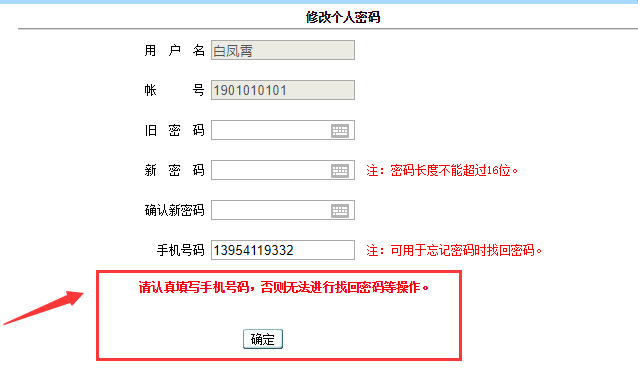 修改个人密码
用 户 名 白凤霄
帐 号 1901010101
旧 密 码
新 密 码 注：密码长度不能超过16位。
确认新密码
手机号码 13954119332 注：可用于忘记密码时找回密码。
请认真填写手机号码，否则无法进行找回密码等操作。
确定